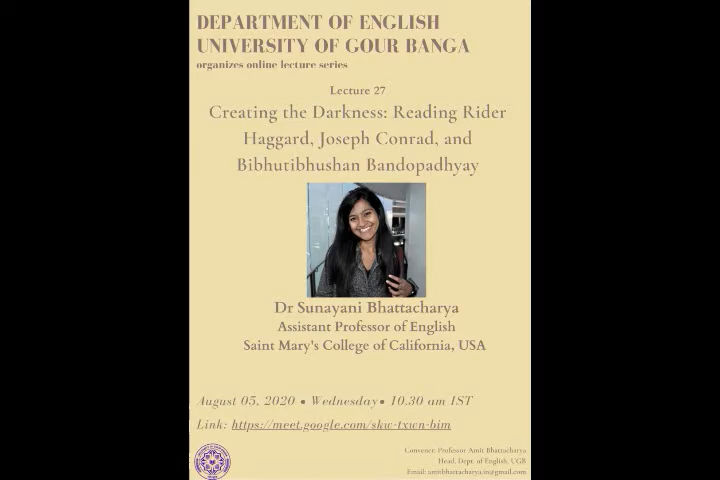 DEPARTMENT OF ENGLISH
UNIVERSITY OF GOUR BANGA
organizes online lecture series
Lecture 27
Creating the Darkness: Reading Rider
Haggard, Joseph Conrad, and
Bibhutibhushan Bandopadhyay
Dr Sunayani Bhattacharya
Assistant Professor of English
Saint Mary's College of California, USA
August 05, 2020 • Wednesday• 10.30 am IST
Link: https://meet.google.com/skw-txwn-bim
Convener: Professor Amit Bhattacharya
Head, Dept. of English, UGB
Email: amitbhattacharya.in@gmail.com